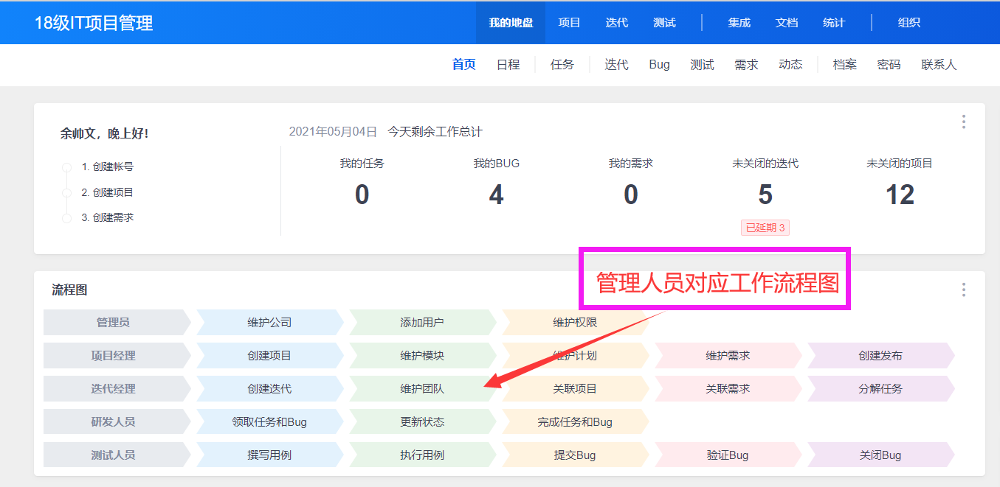 18级IT项目管理 我的地盘 项目 迭代 测试 集成 文档 统计 组织
首页 日程 任务 迭代 Bug 测试 需求 动态 档案 密码 联系人
余帅文，晚上好！
1. 创建帐号
2. 创建项目
3. 创建需求
2021年05月04日 今天剩余工作总计
我的任务 我的BUG 我的需求 未关闭的迭代 未关闭的项目
0 4 0 5 12
已延期 3
管理人员对应工作流程图
流程图
管理员 维护公司 添加用户 维护权限
项目经理 创建项目 维护模块 维护计划 维护需求 创建发布
迭代经理 创建迭代 维护团队 关联项目 关联需求 分解任务
研发人员 领取任务和Bug 更新状态 完成任务和Bug
测试人员 撰写用例 执行用例 提交Bug 验证Bug 关闭Bug